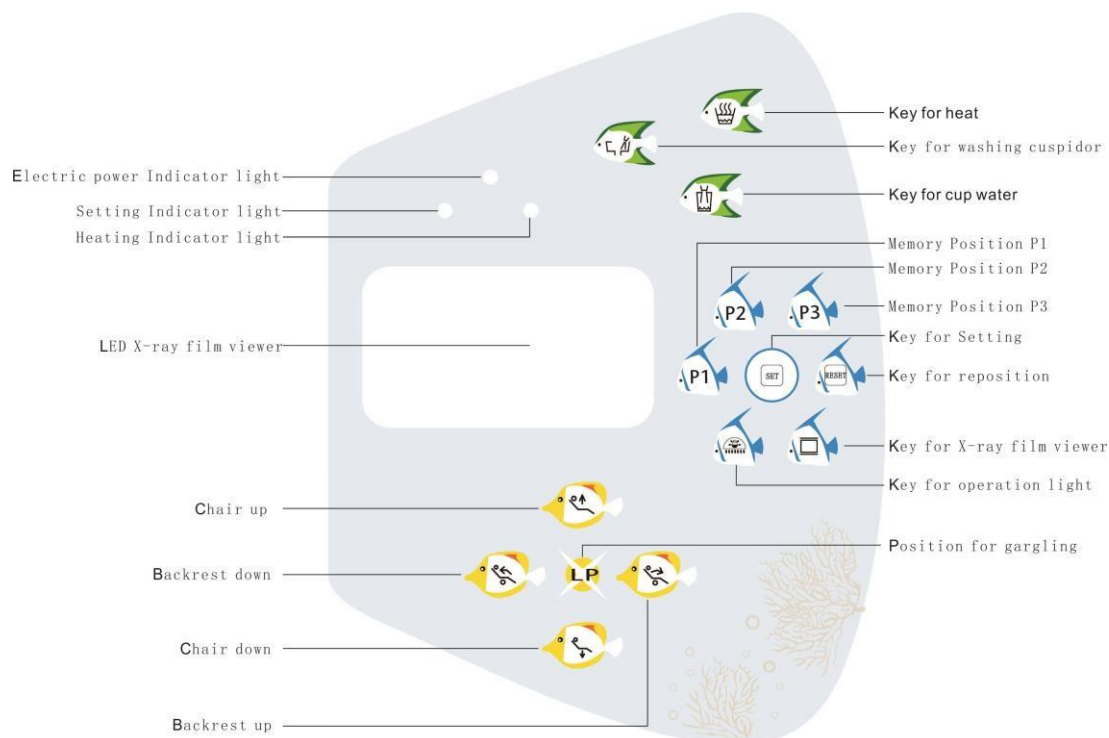 Key for heat
Key for washing cuspidor
Electric power Indicator light
Key for cup water
Setting Indicator light
Heating Indicator light
Memory Position P1
Memory Position P2
P2
P3
Memory Position P3
Key for Setting
LED X-ray film viewer
P1
SET
RESET
Key for reposition
Key for X-ray film viewer
Key for operation light
Chair up
Position for gargling
Backrest down
LP
Chair down
Backrest up